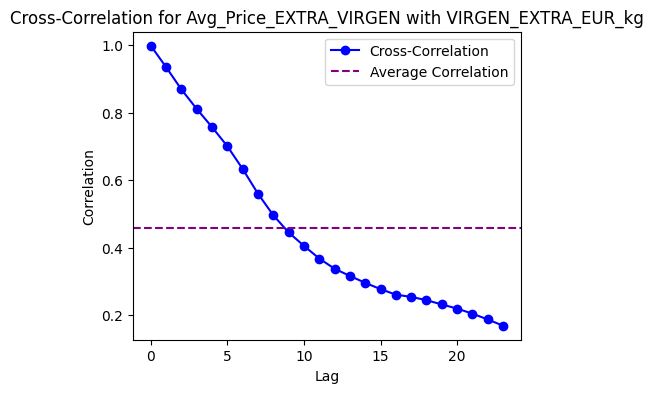 Cross-Correlation for Avg_Price_EXTRA_VIRGEN with VIRGEN_EXTRA_EUR_kg
Cross-Correlation
Average Correlation
1.0
0.8
0.6
0.4
0.2
Correlation
0 5 10 15 20
Lag